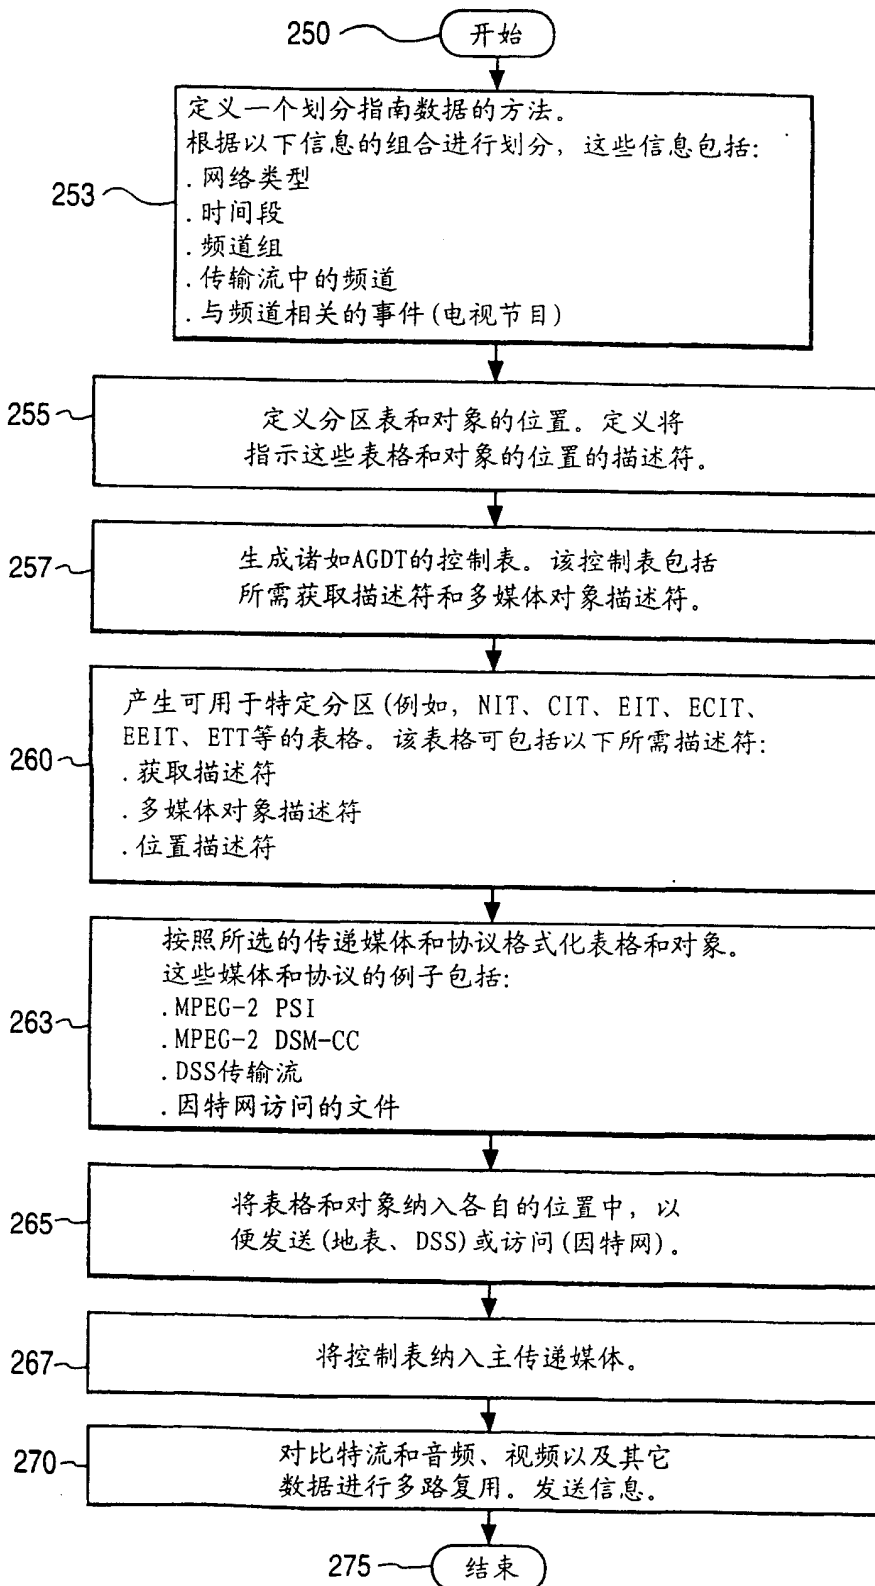 250
开始
253
定义一个划分指南数据的方法。
根据以下信息的组合进行划分，这些信息包括：
.网络类型
.时间段
.频道组
.传输流中的频道
.与频道相关的事件(电视节目)
255
定义分区表和对象的位置。定义将
指示这些表格和对象的位置的描述符。
257
生成诸如AGDT的控制表。该控制表包括
所需获取描述符和多媒体对象描述符。
260
产生可用于特定分区(例如，NIT、CIT、EIT、ECIT、
EEIT、ETT等的表格。该表格可包括以下所需描述符：
.获取描述符
.多媒体对象描述符
.位置描述符
263
按照所选的传递媒体和协议格式化表格和对象。
这些媒体和协议的例子包括：
.MPEG-2 PSI
.MPEG-2 DSM-CC
.DSS传输流
.因特网访问的文件
265
将表格和对象纳入各自的位置中，以
便发送(地表、DSS)或访问(因特网)。
267
将控制表纳入主传递媒体。
270
对比特流和音频、视频以及其它
数据进行多路复用。发送信息。
275
结束